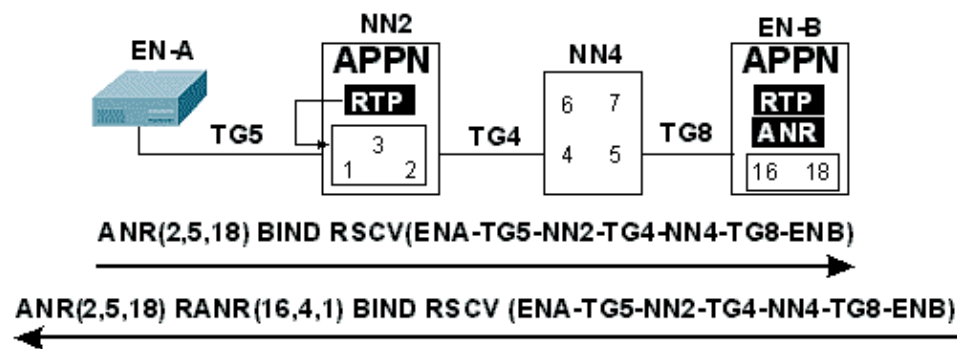 NN2
EN-B
EN-A
APPN
NN4
APPN
RTP
6 7
RTP
TG5
3
TG4
TG8
ANR
1 2
4 5
16 18
ANR(2,5,18) BIND RSCV(ENA-TG5-NN2-TG4-NN4-TG8-ENB)
ANR(2,5,18) RANR(16,4,1) BIND RSCV (ENA-TG5-NN2-TG4-NN4-TG8-ENB)